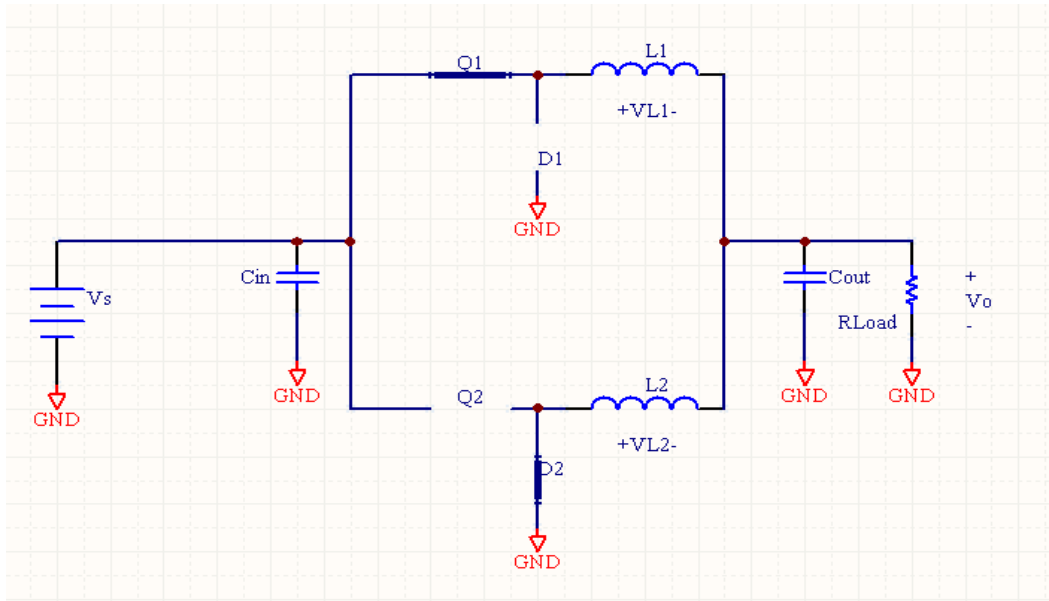 Q1
L1
+VL1-
D1
GND
Vs
Cin
Cout
RLoad
+
Vo
-
GND
GND
GND
GND
Q2
L2
+VL2-
D2
GND